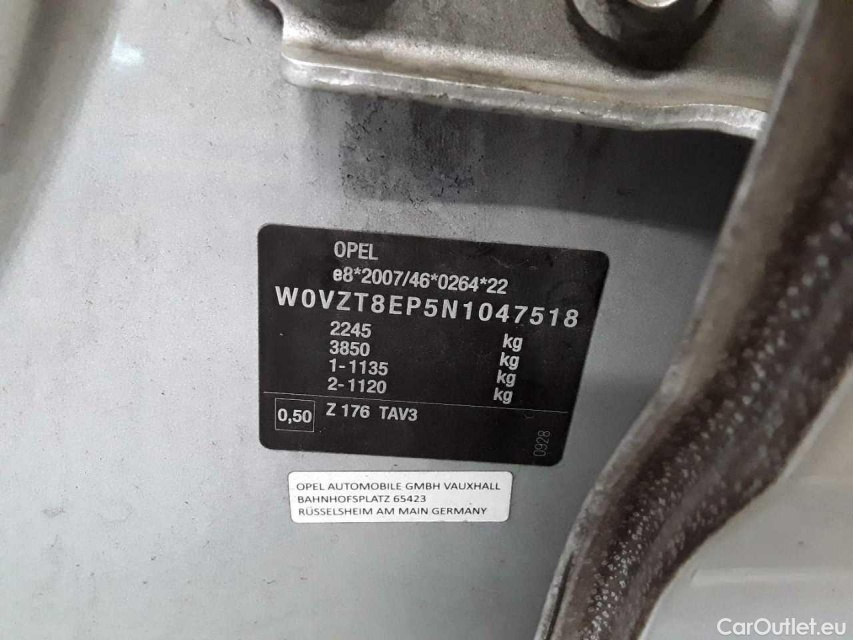 OPEL
e8*2007/46*0264*22
W0VZT8EP5N1047518
2245 kg
3850 kg
1-1135 kg
2-1120 kg
0,50 Z 176 TAV3
0928
OPEL AUTOMOBILE GMBH VAUXHALL
BAHNHOFSPLATZ 65423
RÜSSELSHEIM AM MAIN GERMANY
CarOutlet.eu